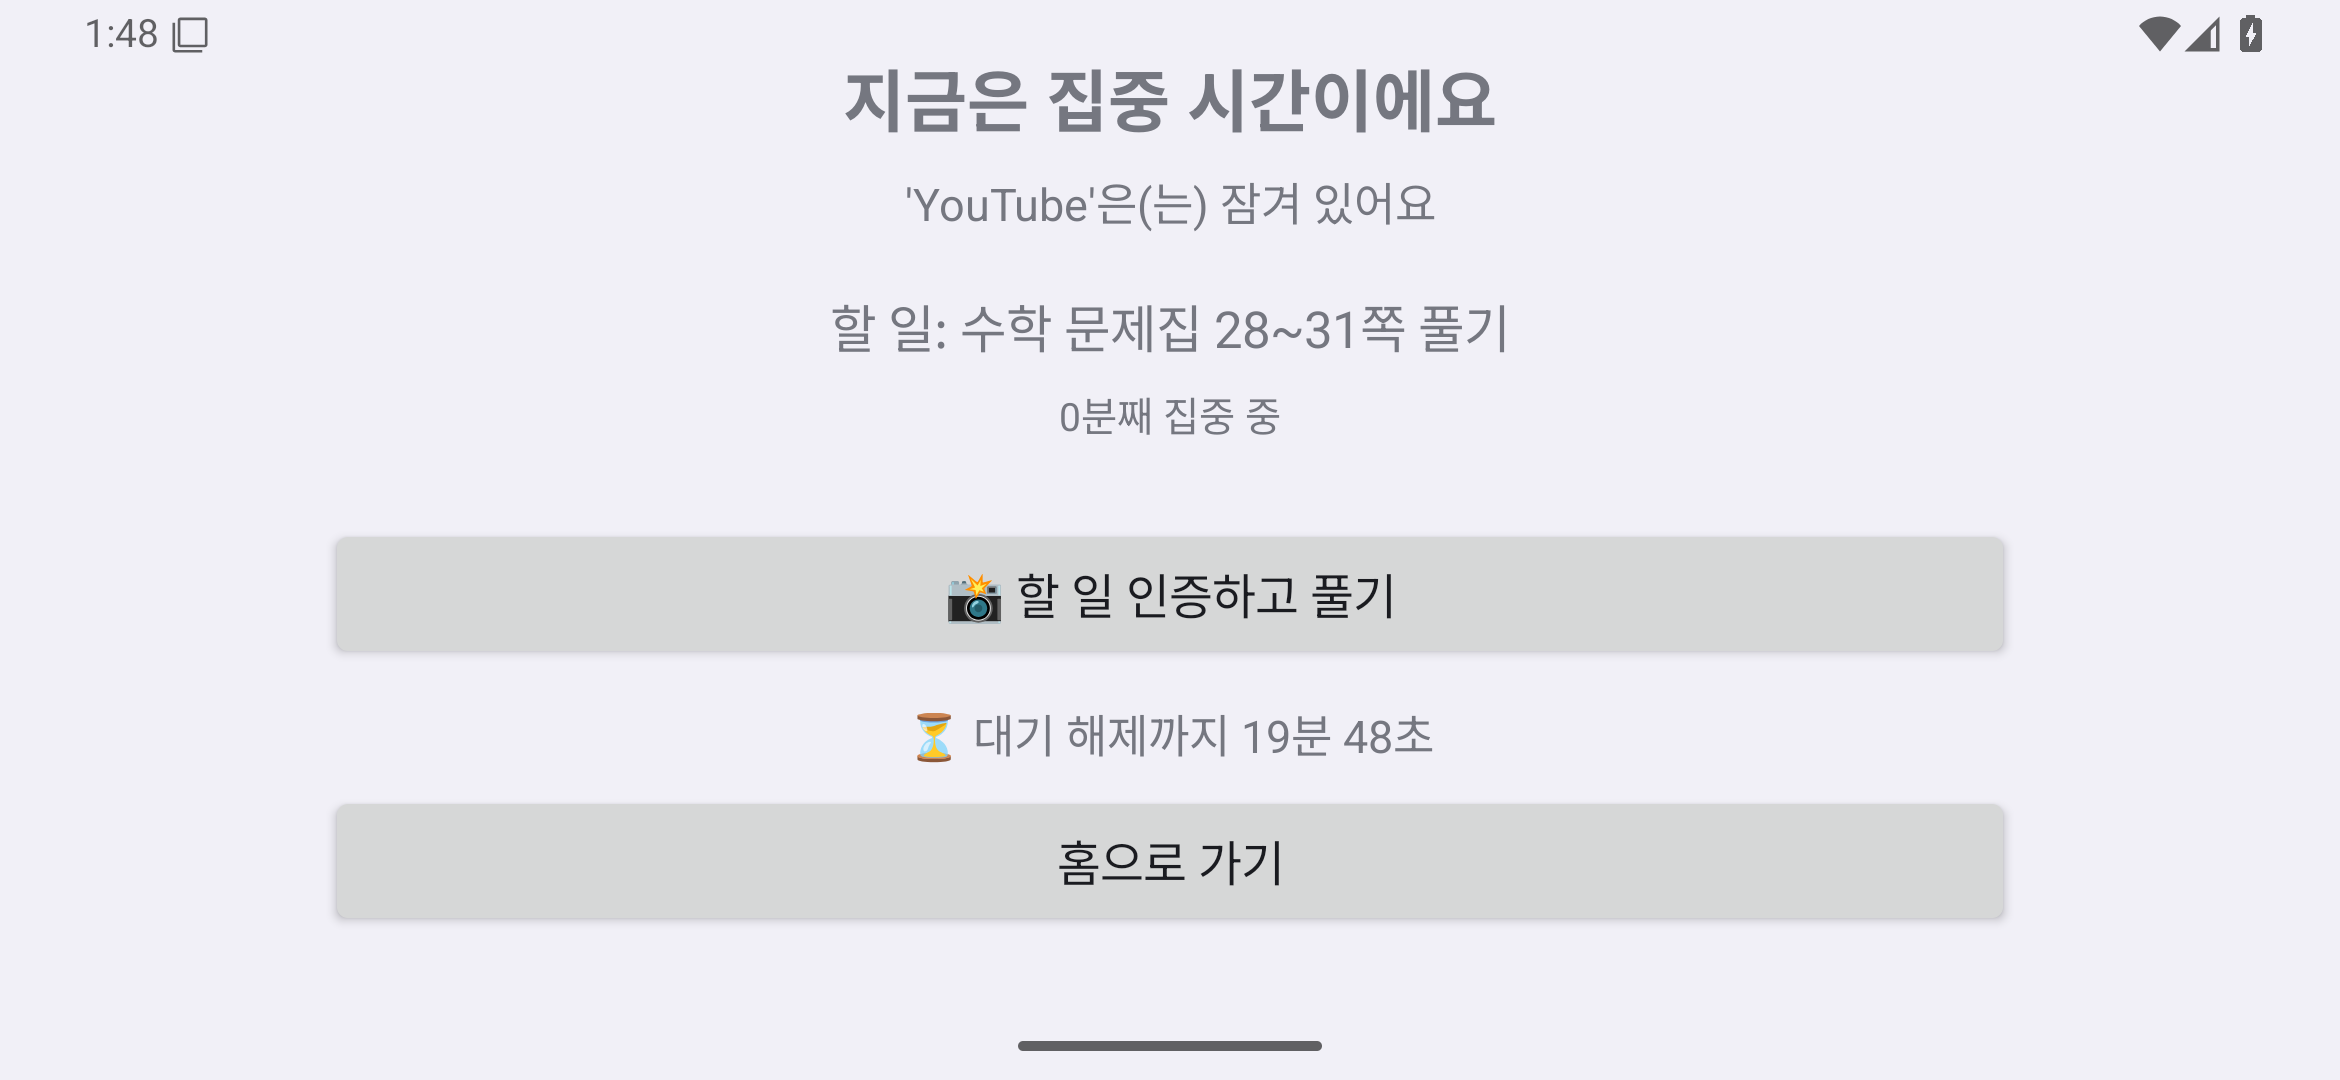 1:48
지금은 집중 시간이에요
'YouTube'은(는) 잠겨 있어요
할 일: 수학 문제집 28~31쪽 풀기
0분째 집중 중
📸 할 일 인증하고 풀기
⏳ 대기 해제까지 19분 48초
홈으로 가기